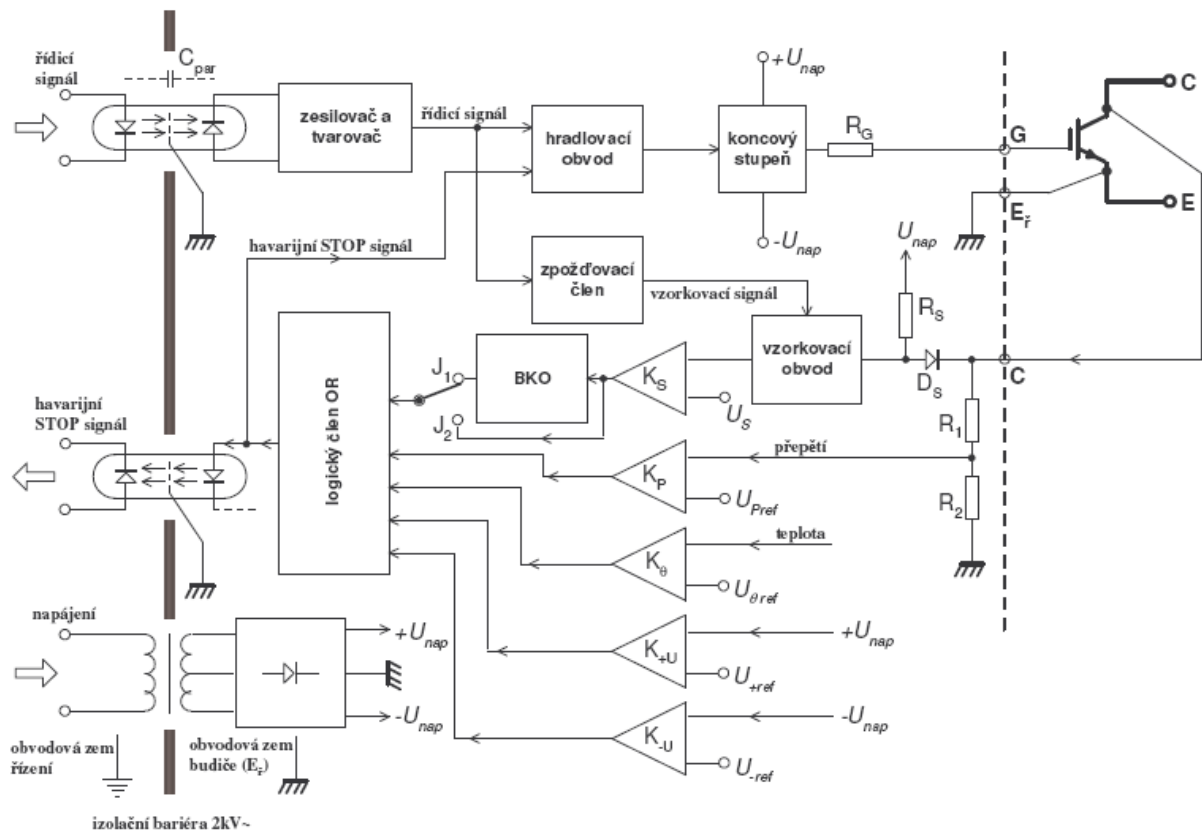 řídicí
signál
C par
zesilovač a
tvarovač
řídicí signál
hradlovací
obvod
+U nap
koncový
stupeň
-U nap
R G
G
E ř
C
E
havarijní STOP signál
zpožďovací
člen
vzorkovací signál
U nap
R S
vzorkovací
obvod
D S
C
logický člen OR
J 1
J 2
BKO
K S
U S
R 1
přepětí
K P
U Pref
R 2
havarijní
STOP signál
teplota
K θ
U θ ref
napájení
+U nap
-U nap
K +U
+U nap
U +ref
K -U
-U nap
U -ref
obvodová zem
řízení
obvodová zem
budiče (E ř)
izolační bariéra 2kV~